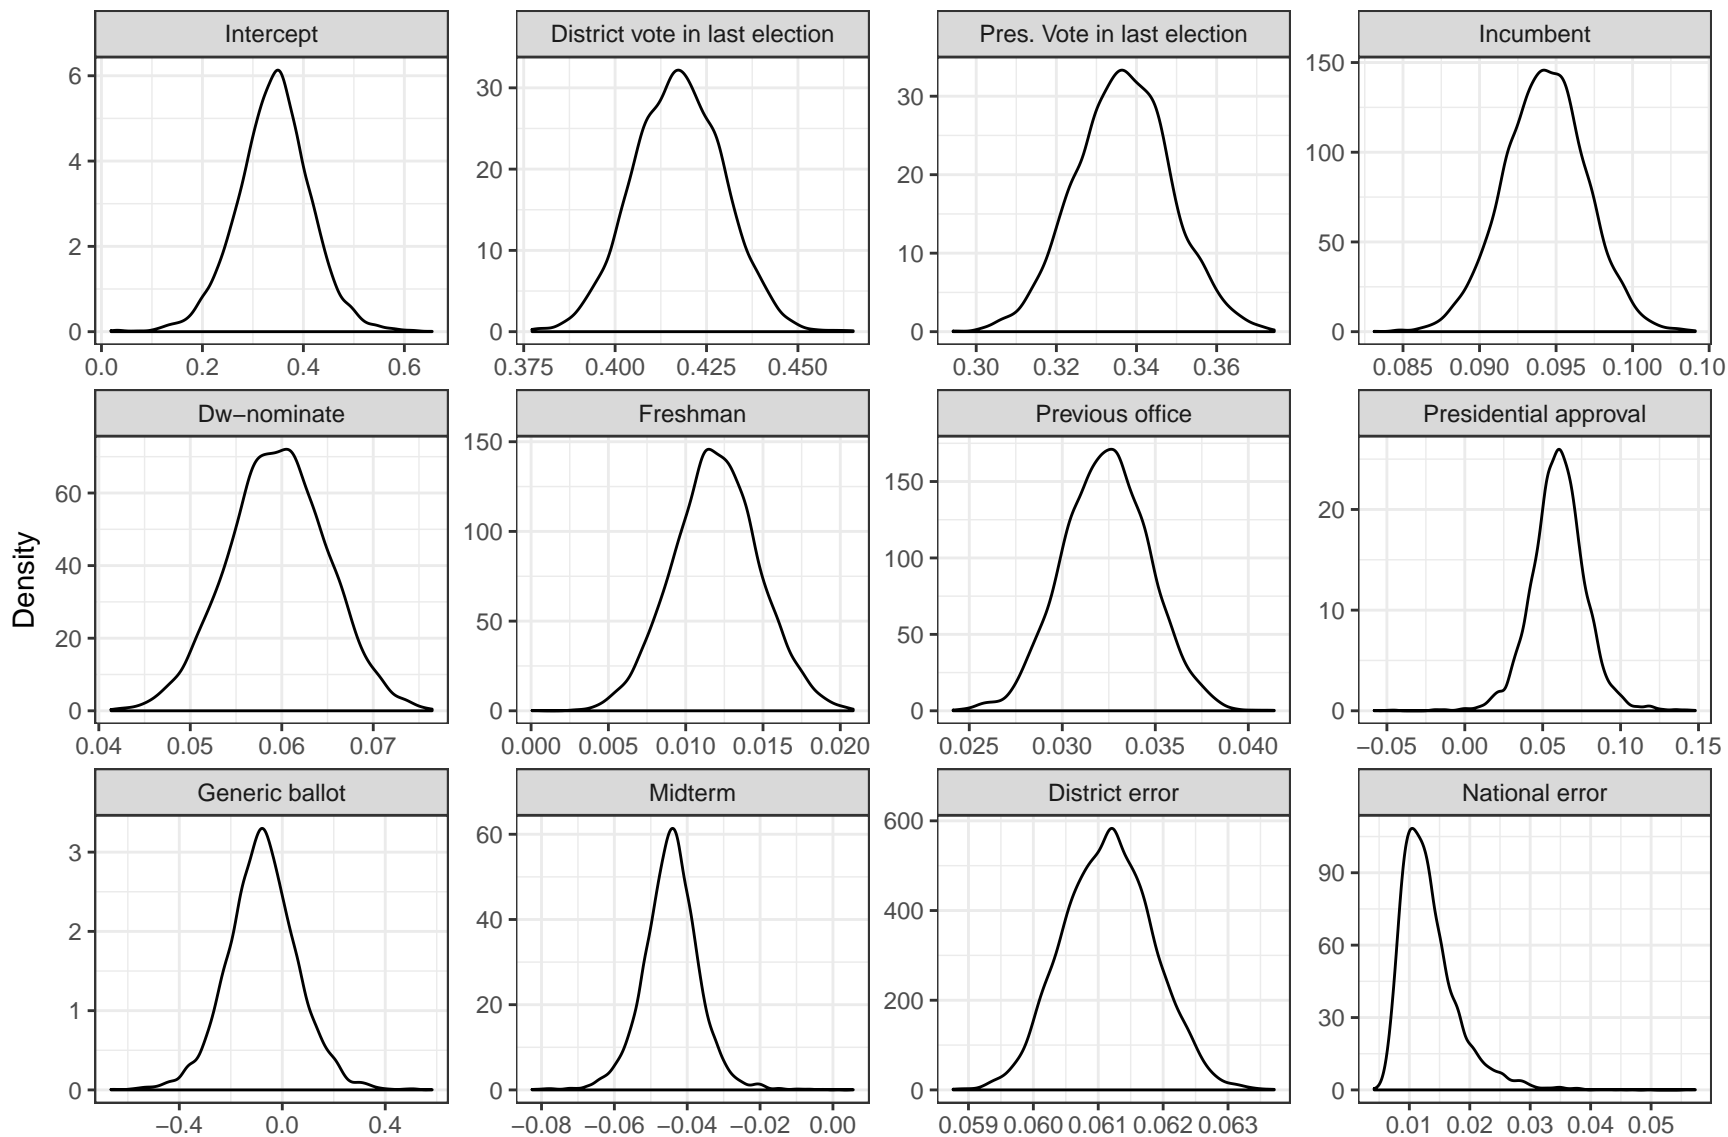 Intercept District vote in last election Pres. Vote in last election Incumbent
6
4
2
0
30
20
10
0
30
20
10
0
150
100
50
0
0.0 0.2 0.4 0.6
0.375 0.400 0.425 0.450
0.30 0.32 0.34 0.36
0.085 0.090 0.095 0.100 0.10
Dw−nominate Freshman Previous office Presidential approval
Density
60
40
20
0
150
100
50
0
150
100
50
0
20
10
0
0.04 0.05 0.06 0.07
0.000 0.005 0.010 0.015 0.020
0.025 0.030 0.035 0.040
−0.05 0.00 0.05 0.10 0.15
Generic ballot Midterm District error National error
3
2
1
0
60
40
20
0
600
400
200
0
90
60
30
0
−0.4 0.0 0.4
−0.08 −0.06 −0.04 −0.02 0.00
0.059 0.060 0.061 0.062 0.063
0.01 0.02 0.03 0.04 0.05